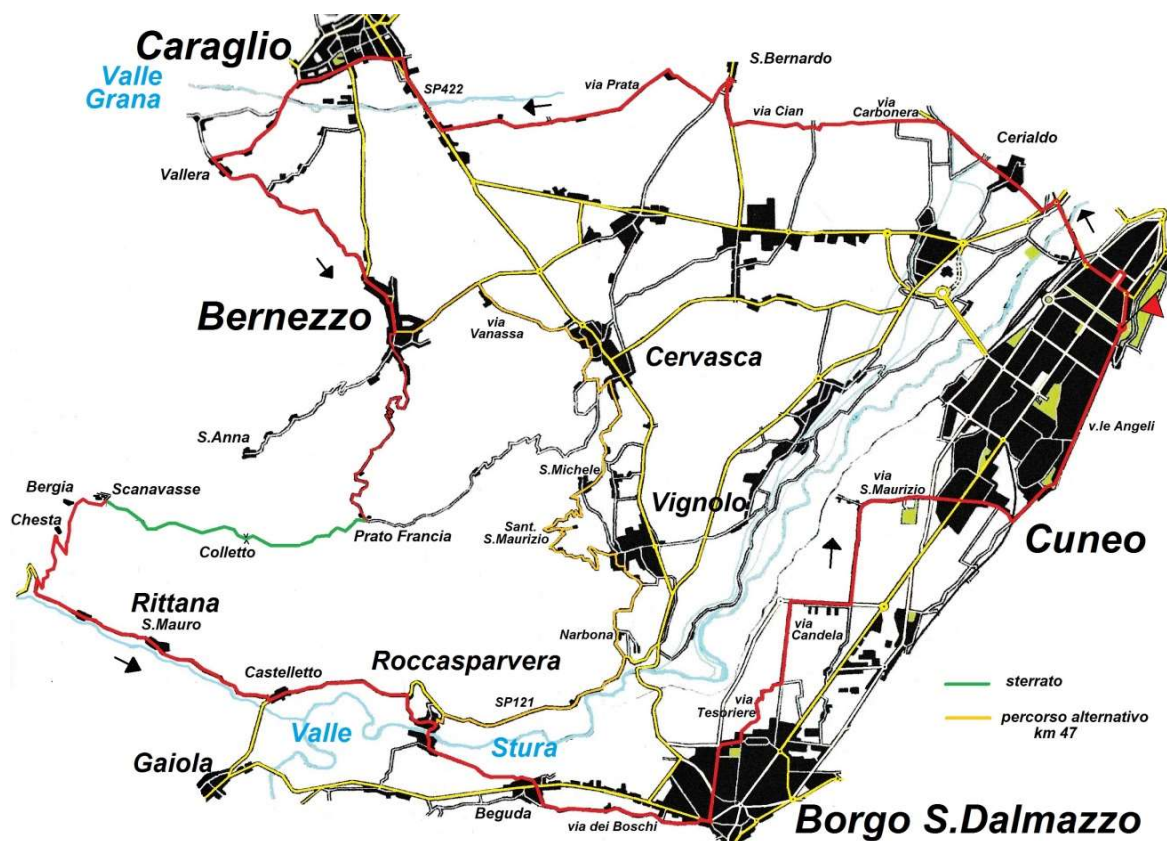 Caraglio
Valle
Grana
SP422
via Prata
S.Bernardo
via Cian
via
Carbonera
Cerialdo
Vallera
Bernezzo
via
Vanassa
Cervasca
S.Anna
v.le Angeli
Bergia
Scanavasse
S.Michele
Vignolo
via
S.Maurizio
Chesta
Colletto
Prato Francia
Sant.
S.Maurizio
Cuneo
Rittana
S.Mauro
Narbona
via
Candela
Castelletto
Roccasparvera
SP121
via
Tesoriere
sterrato
percorso alternativo
km 47
Valle
Stura
Gaiola
Beguda
via dei Boschi
Borgo S.Dalmazzo